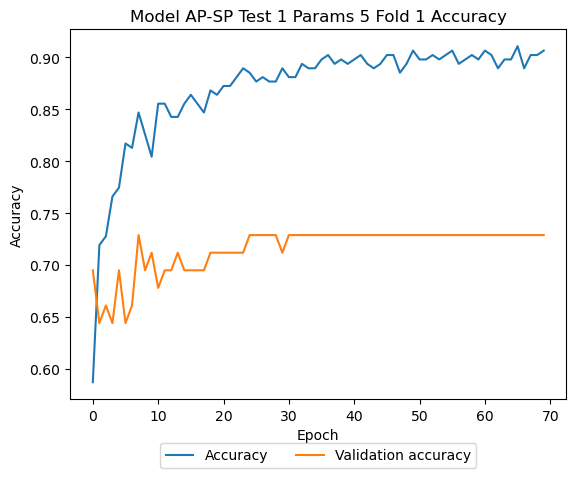 Model AP-SP Test 1 Params 5 Fold 1 Accuracy
0.90
0.85
0.80
0.75
0.70
0.65
0.60
Accuracy
0 10 20 30 40 50 60 70
Epoch
Accuracy Validation accuracy